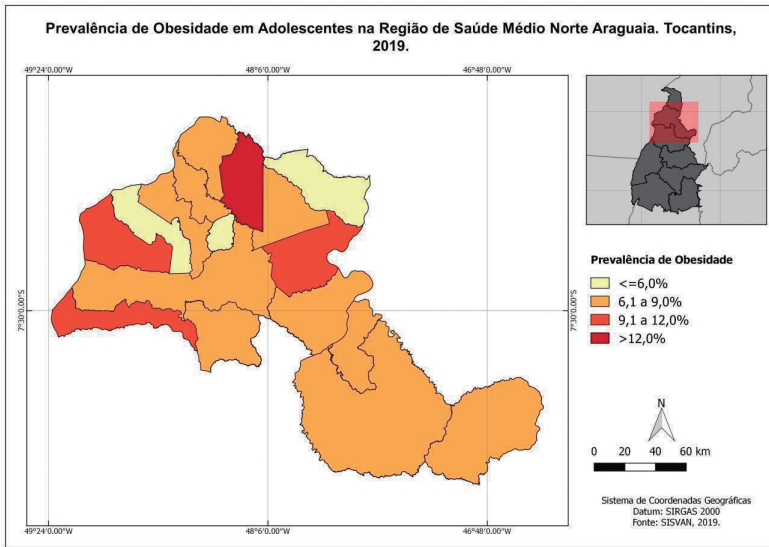 Prevalência de Obesidade em Adolescentes na Região de Saúde Médio Norte Araguaia. Tocantins,
2019.
49°24'0.00"W
48°6'0.00"W
46°48'0.00"W
7°30'0.00"S
7°30'0.00"S
49°24'0.00"W
48°6'0.00"W
46°48'0.00"W
Prevalência de Obesidade
<=6,0%
6,1 a 9,0%
9,1 a 12,0%
>12,0%
N
0 20 40 60 km
Sistema de Coordenadas Geográficas
Datum: SIRGAS 2000
Fonte: SISVAN, 2019.